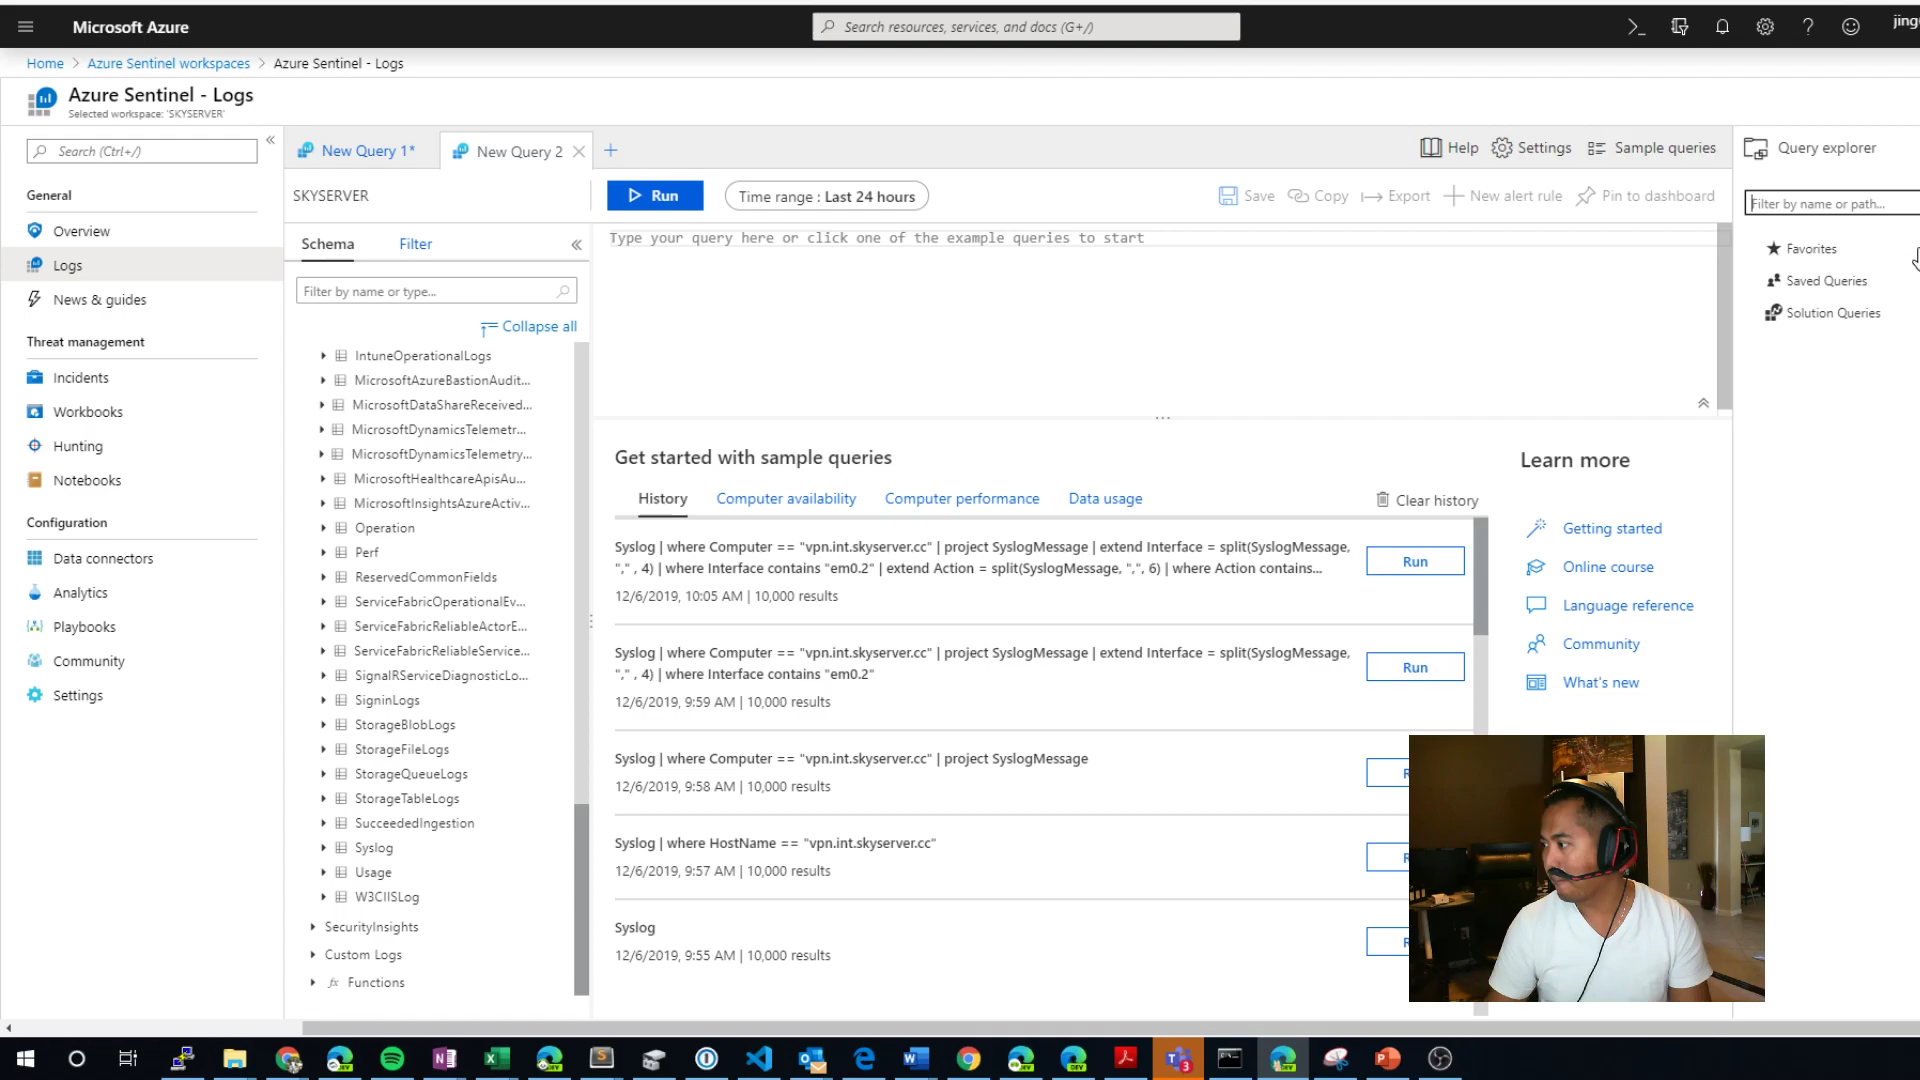 Microsoft Azure
Search resources, services, and docs (G+/)
Home > Azure Sentinel workspaces > Azure Sentinel - Logs
Azure Sentinel - Logs
Selected workspace: 'SKYSERVER'
Search (Ctrl+/)
General
Overview
Logs
News & guides
Threat management
Incidents
Workbooks
Hunting
Notebooks
Configuration
Data connectors
Analytics
Playbooks
Community
Settings
New Query 1*
New Query 2
Help
Settings
Sample queries
Query explorer
SKYSERVER
Run
Time range : Last 24 hours
Save
Copy
Export
New alert rule
Pin to dashboard
Filter by name or path...
Favorites
Saved Queries
Solution Queries
Schema
Filter
Filter by name or type...
Collapse all
IntuneOperationalLogs
MicrosoftAzureBastionAudit...
MicrosoftDataShareReceived...
MicrosoftDynamicsTelemetr...
MicrosoftDynamicsTelemetry...
MicrosoftHealthcareApisAu...
MicrosoftInsightsAzureActiv...
Operation
Perf
ReservedCommonFields
ServiceFabricOperationalEv...
ServiceFabricReliableActorE...
ServiceFabricReliableService...
SignalRServiceDiagnosticLo...
SigninLogs
StorageBlobLogs
StorageFileLogs
StorageQueueLogs
StorageTableLogs
SucceededIngestion
Syslog
Usage
W3CIISLog
SecurityInsights
Custom Logs
fx Functions
Type your query here or click one of the example queries to start
Get started with sample queries
History
Computer availability
Computer performance
Data usage
Clear history
Syslog | where Computer == "vpn.int.skyserver.cc" | project SyslogMessage | extend Interface = split(SyslogMessage,
"," , 4) | where Interface contains "em0.2" | extend Action = split(SyslogMessage, ",", 6) | where Action contains...
12/6/2019, 10:05 AM | 10,000 results
Run
Syslog | where Computer == "vpn.int.skyserver.cc" | project SyslogMessage | extend Interface = split(SyslogMessage,
"," , 4) | where Interface contains "em0.2"
12/6/2019, 9:59 AM | 10,000 results
Run
Syslog | where Computer == "vpn.int.skyserver.cc" | project SyslogMessage
12/6/2019, 9:58 AM | 10,000 results
Syslog | where HostName == "vpn.int.skyserver.cc"
12/6/2019, 9:57 AM | 10,000 results
Syslog
12/6/2019, 9:55 AM | 10,000 results
Learn more
Getting started
Online course
Language reference
Community
What's new